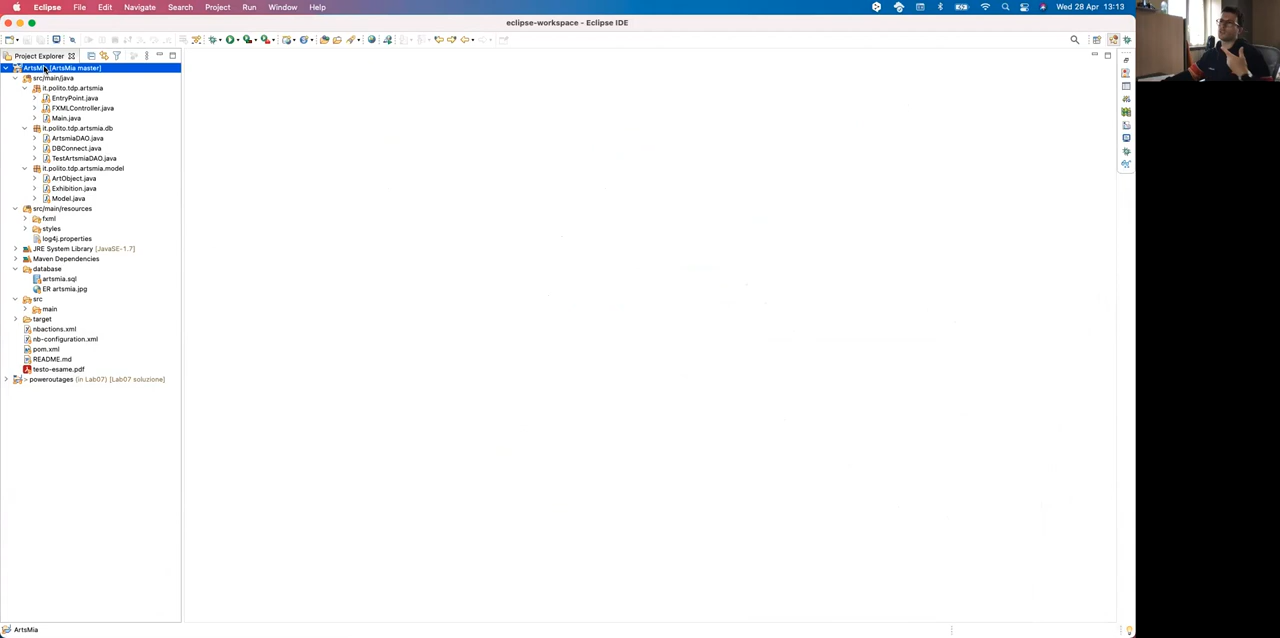 Eclipse File Edit Navigate Search Project Run Window Help Wed 28 Apr 13:13
eclipse-workspace - Eclipse IDE
Project Explorer
ArtsMia [ArtsMia master]
src/main/java
it.polito.tdp.artsmia
EntryPoint.java
FXMLController.java
Main.java
it.polito.tdp.artsmia.db
ArtsmiaDAO.java
DBConnect.java
TestArtsmiaDAO.java
it.polito.tdp.artsmia.model
ArtObject.java
Exhibition.java
Model.java
src/main/resources
fxml
styles
log4j.properties
JRE System Library [JavaSE-1.7]
Maven Dependencies
database
artsmia.sql
ER artsmia.jpg
src
main
target
nbactions.xml
nb-configuration.xml
pom.xml
README.md
testo-esame.pdf
> poweroutages (in Lab07) [Lab07 soluzione]
ArtsMia